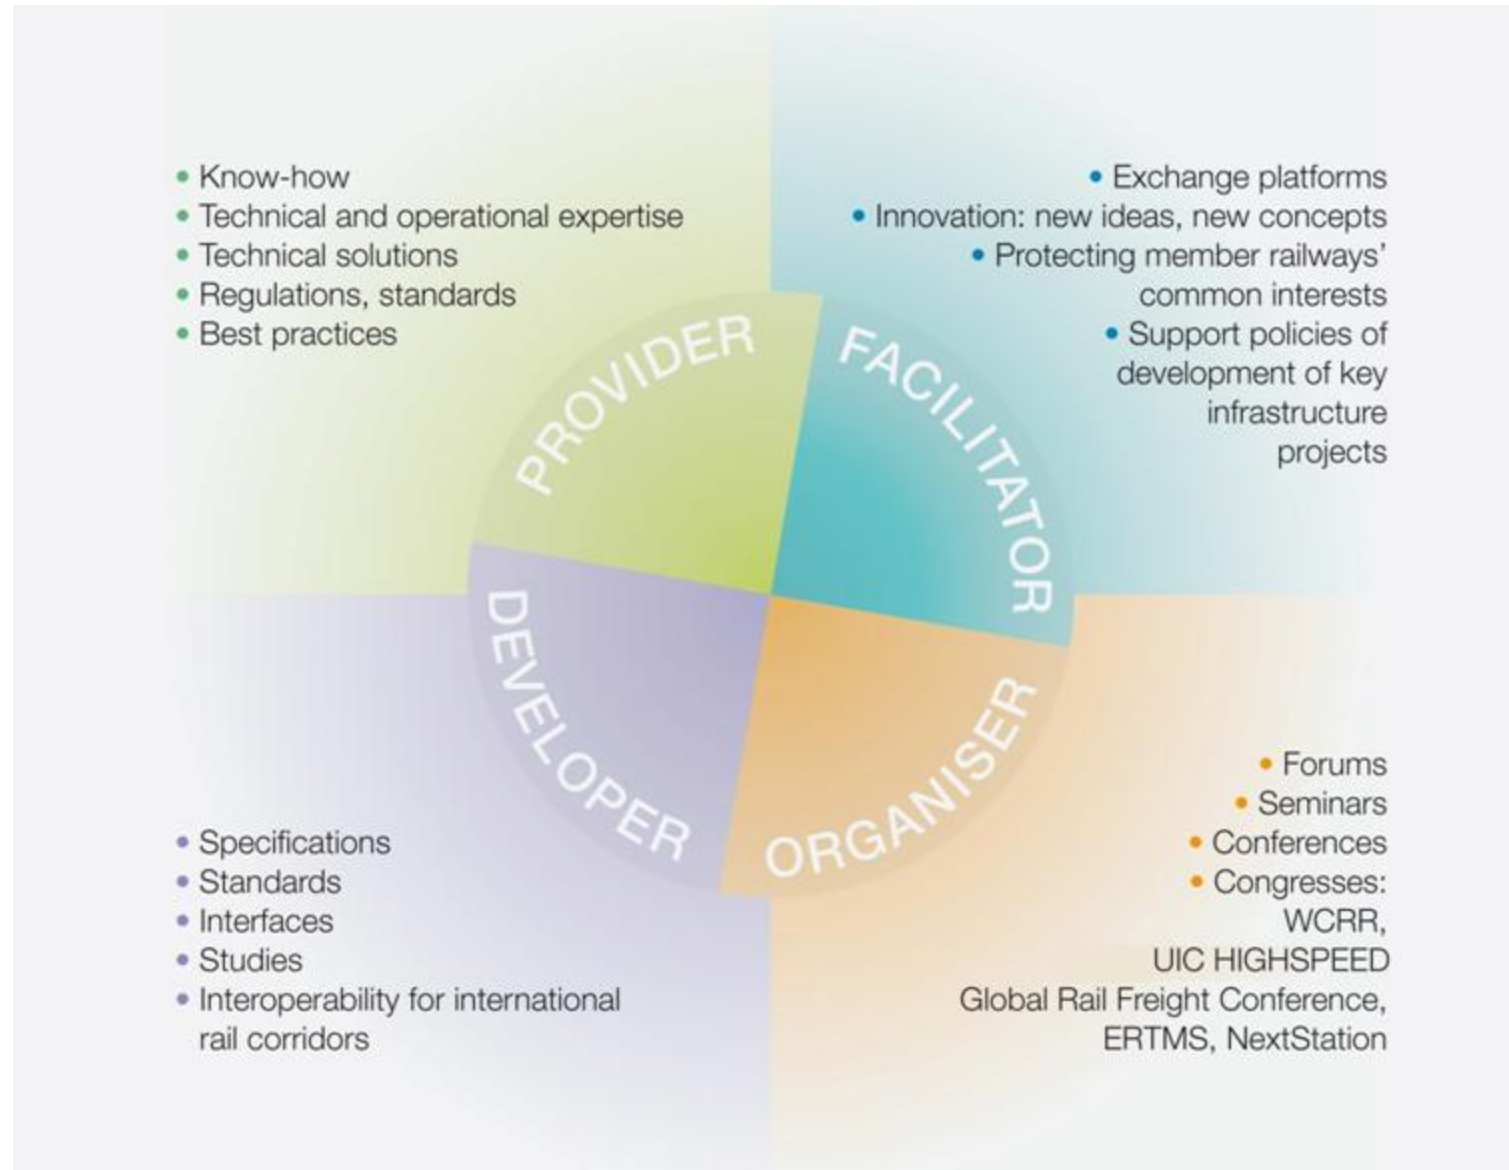 • Know-how
• Technical and operational expertise
• Technical solutions
• Regulations, standards
• Best practices
• Exchange platforms
• Innovation: new ideas, new concepts
• Protecting member railways’
common interests
• Support policies of
development of key
infrastructure
projects
PROVIDER
FACILITATOR
DEVELOPER
ORGANISER
• Specifications
• Standards
• Interfaces
• Studies
• Interoperability for international
rail corridors
• Forums
• Seminars
• Conferences
• Congresses:
WCRR,
UIC HIGHSPEED
Global Rail Freight Conference,
ERTMS, NextStation